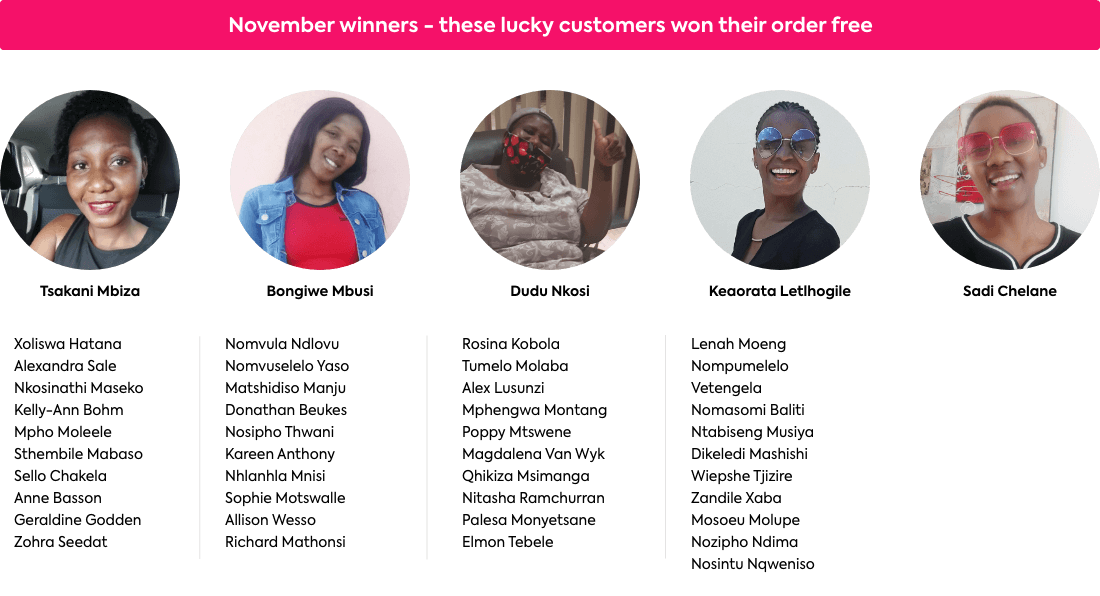 November winners - these lucky customers won their order free
Tsakani Mbiza
Bongiwe Mbusi
Dudu Nkosi
Keaorata Letlhogile
Sadi Chelane
Xoliswa Hatana
Alexandra Sale
Nkosinathi Maseko
Kelly-Ann Bohm
Mpho Moleele
Sthembile Mabaso
Sello Chakela
Anne Basson
Geraldine Godden
Zohra Seedat
Nomvula Ndlovu
Nomvuselelo Yaso
Matshidiso Manju
Donathan Beukes
Nosipho Thwani
Kareen Anthony
Nhlanhla Mnisi
Sophie Motswalle
Allison Wesso
Richard Mathonsi
Rosina Kobola
Tumelo Molaba
Alex Lusunzi
Mphengwa Montang
Poppy Mtswene
Magdalena Van Wyk
Qhikiza Msimanga
Nitasha Ramchurran
Palesa Monyetsane
Elmon Tebele
Lenah Moeng
Nompumelelo
Vetengela
Nomasomi Baliti
Ntabiseng Musiya
Dikeledi Mashishi
Wiepshe Tjizire
Zandile Xaba
Mosoeu Molupe
Nozipho Ndima
Nosintu Nqweniso